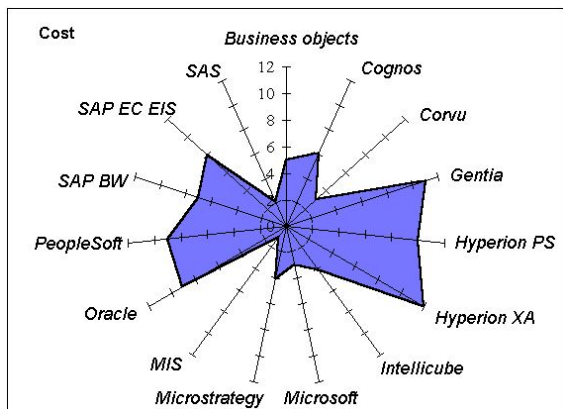 Cost
Business objects
12
10
8
6
4
2
0
Cognos
Corvu
Gentia
Hyperion PS
Hyperion XA
Intellicube
Microsoft
Microstrategy
MIS
Oracle
PeopleSoft
SAP BW
SAP EC EIS
SAS